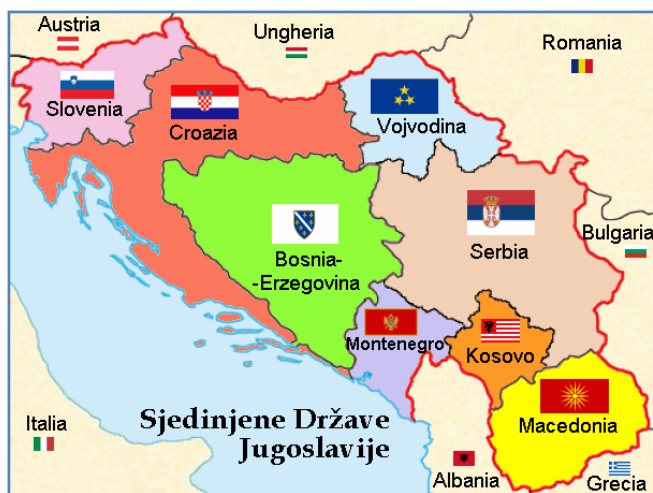 Austria
Ungheria
Romania
Slovenia
Croazia
Vojvodina
Bosnia-
-Erzegovina
Serbia
Bulgaria
Montenegro
Kosovo
Italia
Sjedinjene Države
Jugoslavije
Macedonia
Albania
Grecia